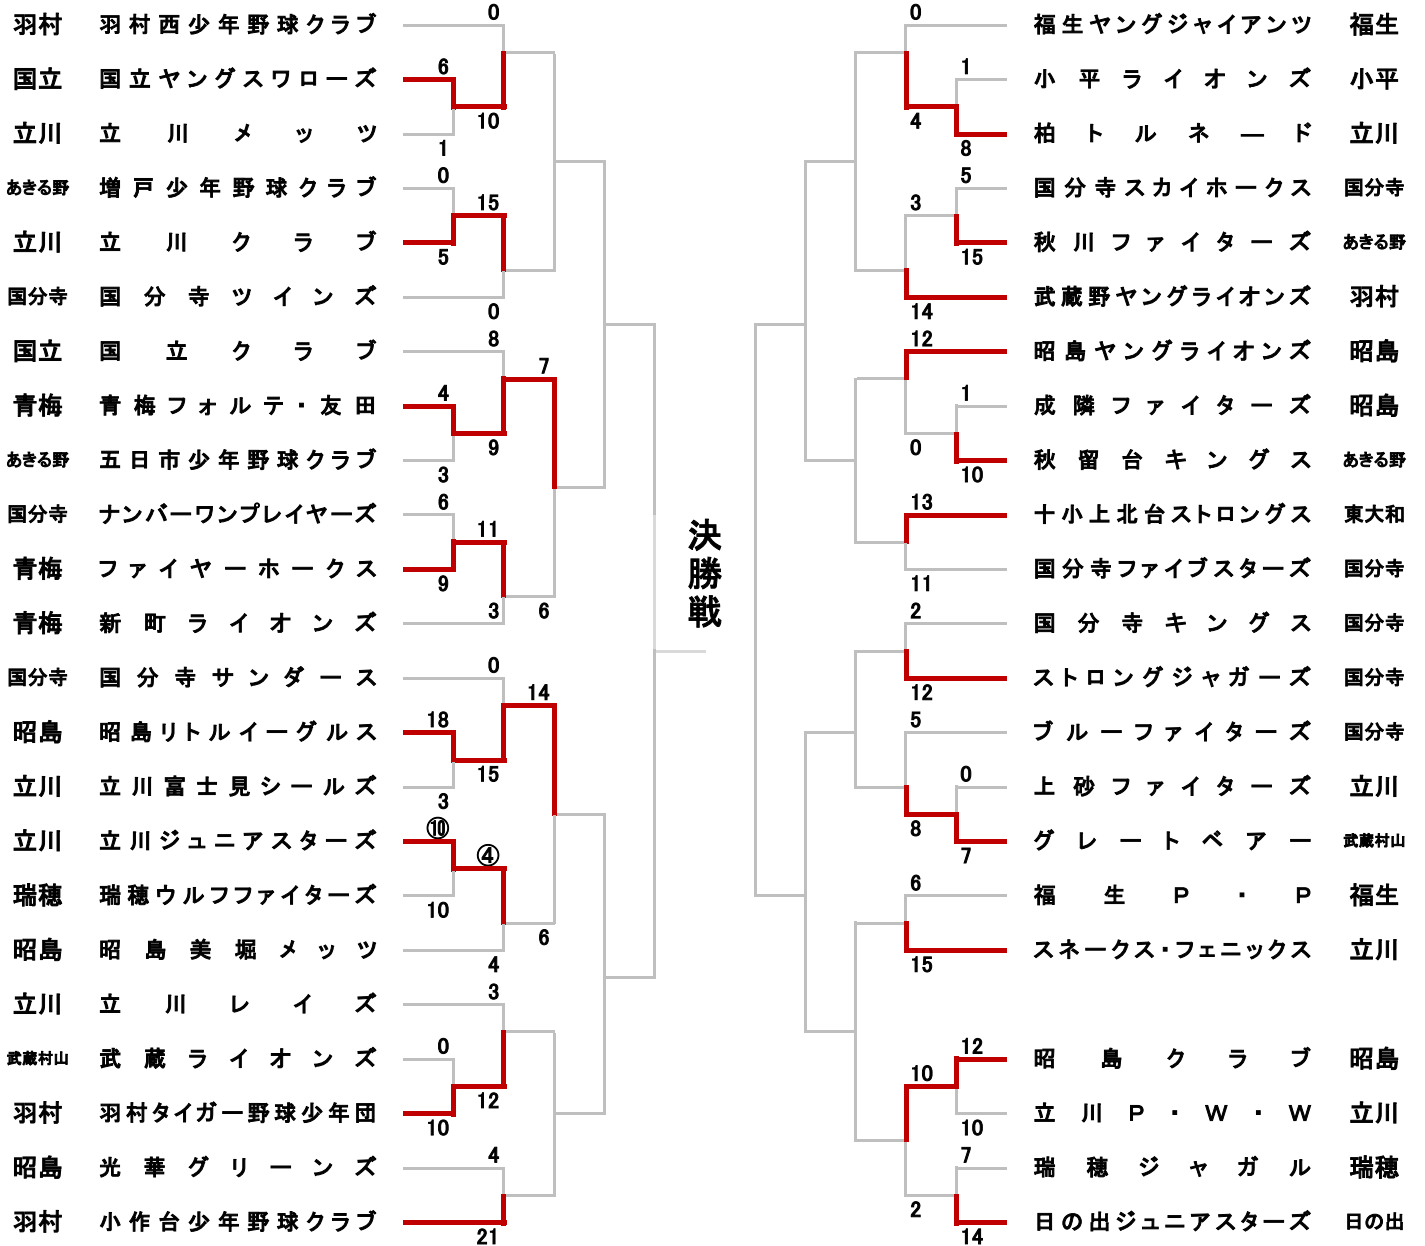 羽村 羽村西少年野球クラブ 0
国立 国立ヤングスワローズ 6
10
立川 立川メッツ 1
あきる野 増戸少年野球クラブ 0
15
立川 立川クラブ 5
国分寺 国分寺ツインズ 0
国立 国立クラブ 8
7
青梅 青梅フォルテ・友田 4
9
あきる野 五日市少年野球クラブ 3
国分寺 ナンバーワンプレイヤーズ 6
11
青梅 ファイヤーホークス 9
青梅 新町ライオンズ 3
6
国分寺 国分寺サンダース 0
14
昭島 昭島リトルイーグルス 18
15
立川 立川富士見シールズ 3
立川 立川ジュニアスターズ ⑩
④
瑞穂 瑞穂ウルフファイターズ 10
6
昭島 昭島美堀メッツ 4
立川 立川レイズ 3
武蔵村山 武蔵ライオンズ 0
12
羽村 羽村タイガー野球少年団 10
昭島 光華グリーンズ 4
羽村 小作台少年野球クラブ 21
決勝戦
0 福生ヤングジャイアンツ 福生
1 小平ライオンズ 小平
4
8 柏トルネ―ド 立川
5 国分寺スカイホークス 国分寺
3
15 秋川ファイターズ あきる野
14 武蔵野ヤングライオンズ 羽村
12 昭島ヤングライオンズ 昭島
1 成隣ファイターズ 昭島
0
10 秋留台キングス あきる野
13 十小上北台ストロングス 東大和
11 国分寺ファイブスターズ 国分寺
2 国分寺キングス 国分寺
12 ストロングジャガーズ 国分寺
5 ブルーファイターズ 国分寺
0 上砂ファイターズ 立川
8
7 グレートベアー 武蔵村山
6 福生P・P 福生
15 スネークス・フェニックス 立川
12 昭島クラブ 昭島
10
10 立川P・W・W 立川
7 瑞穂ジャガル 瑞穂
2
14 日の出ジュニアスターズ 日の出